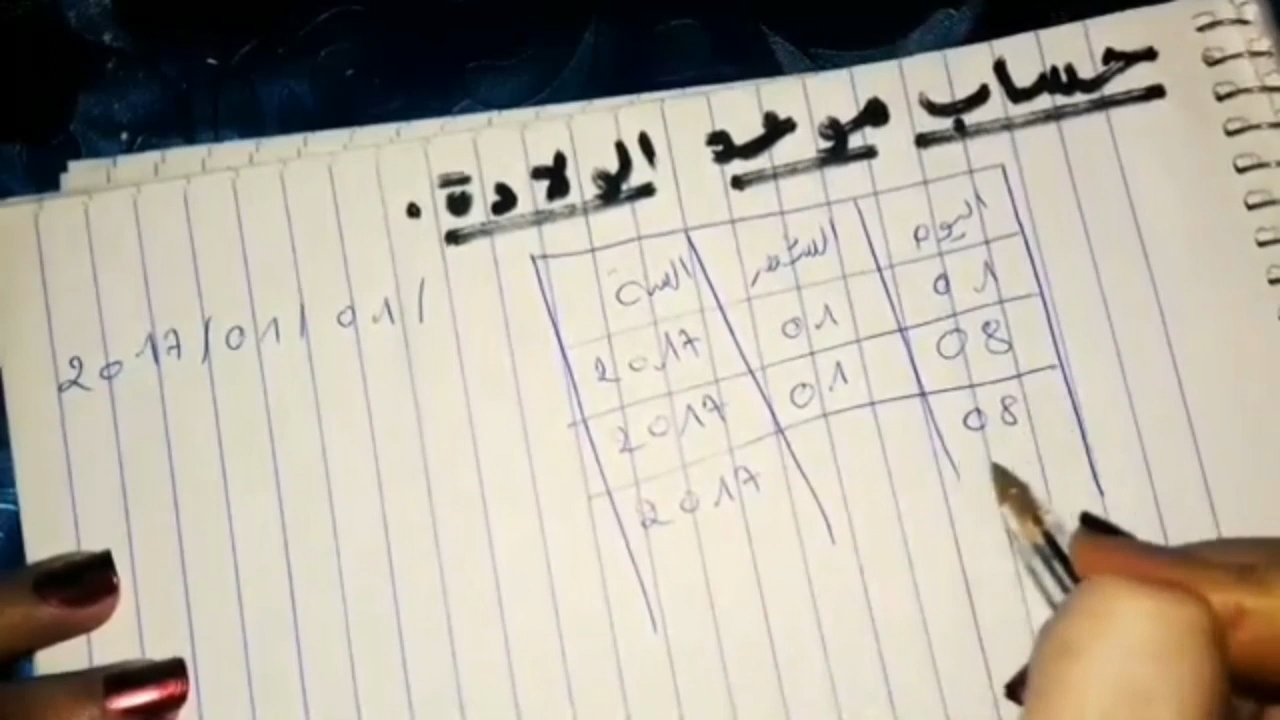 حساب موعد الولادة.
اليوم الشهر السنة
01 01 2017
08 01 2017
08 2017
2017/01/01/